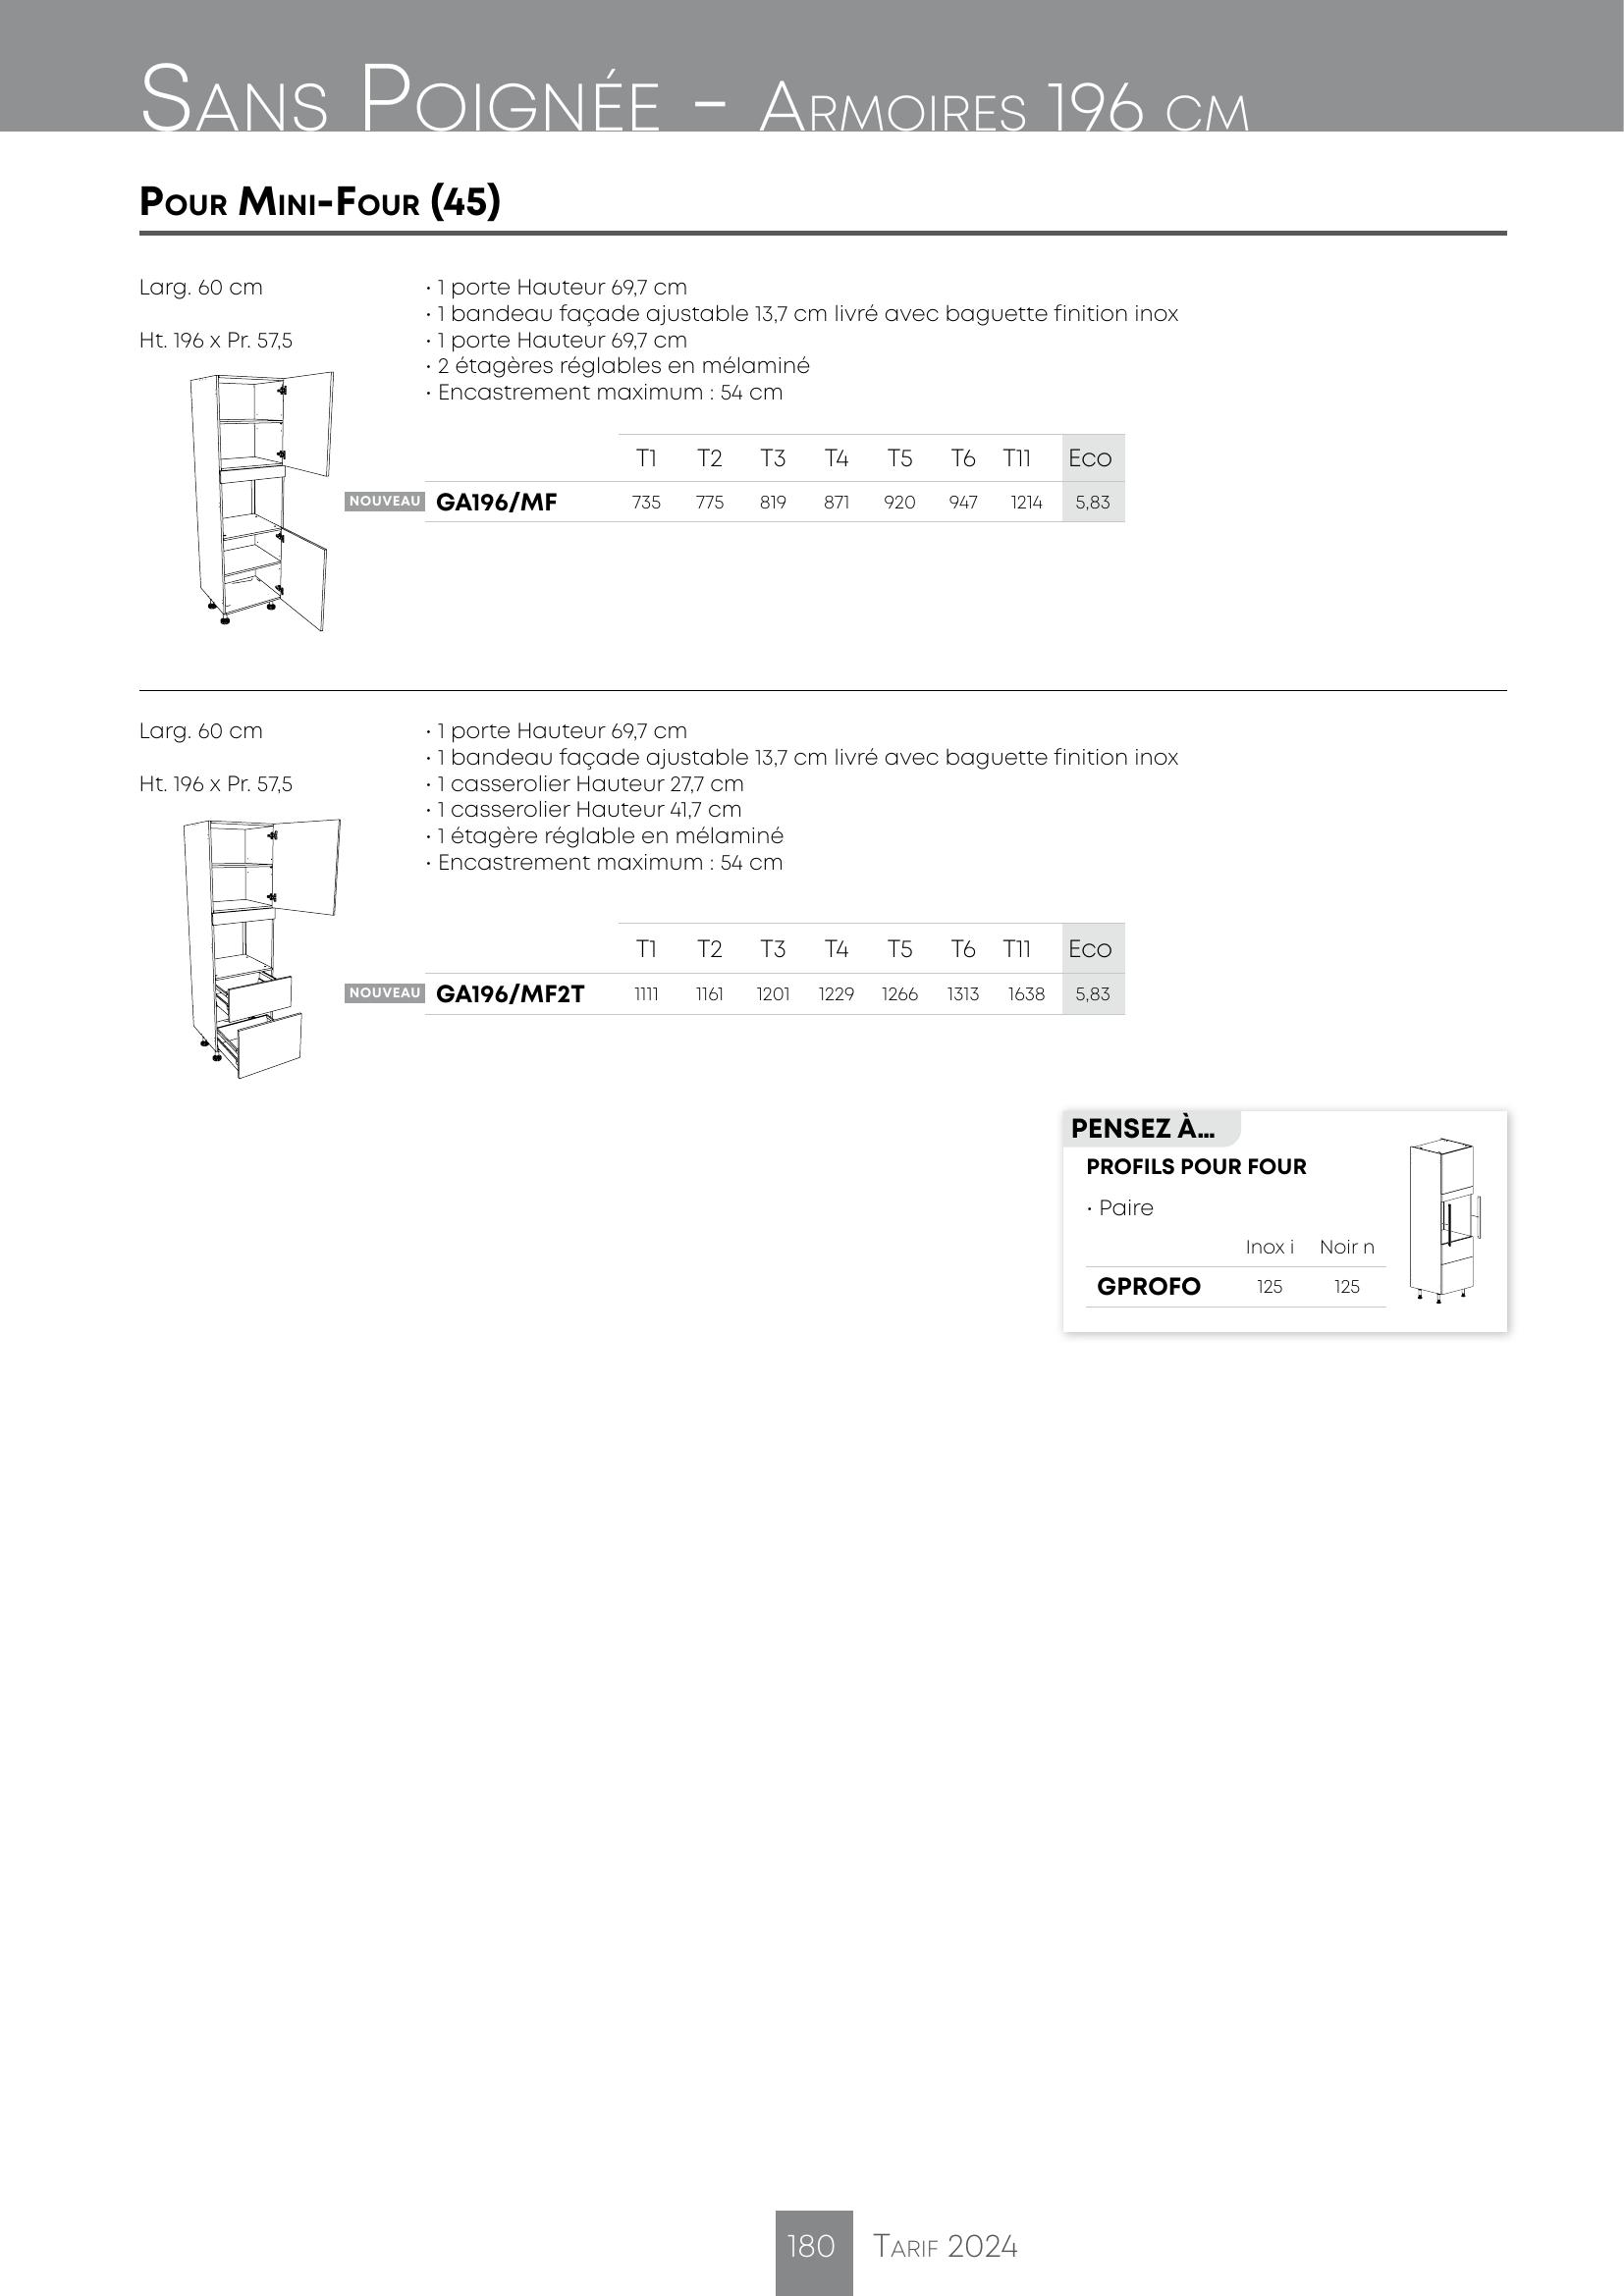 Sans Poignée - Armoires 196 cm
Pour Mini-Four (45)
Larg. 60 cm
Ht. 196 x Pr. 57,5
• 1 porte Hauteur 69,7 cm
• 1 bandeau façade ajustable 13,7 cm livré avec baguette finition inox
• 1 porte Hauteur 69,7 cm
• 2 étagères réglables en mélaminé
• Encastrement maximum : 54 cm
T1 T2 T3 T4 T5 T6 T11 Eco
NOUVEAU GA196/MF 735 775 819 871 920 947 1214 5,83
Larg. 60 cm
Ht. 196 x Pr. 57,5
• 1 porte Hauteur 69,7 cm
• 1 bandeau façade ajustable 13,7 cm livré avec baguette finition inox
• 1 casserolier Hauteur 27,7 cm
• 1 casserolier Hauteur 41,7 cm
• 1 étagère réglable en mélaminé
• Encastrement maximum : 54 cm
T1 T2 T3 T4 T5 T6 T11 Eco
NOUVEAU GA196/MF2T 1111 1161 1201 1229 1266 1313 1638 5,83
PENSEZ À...
PROFILS POUR FOUR
• Paire
Inox i Noir n
GPROFO 125 125
180 Tarif 2024